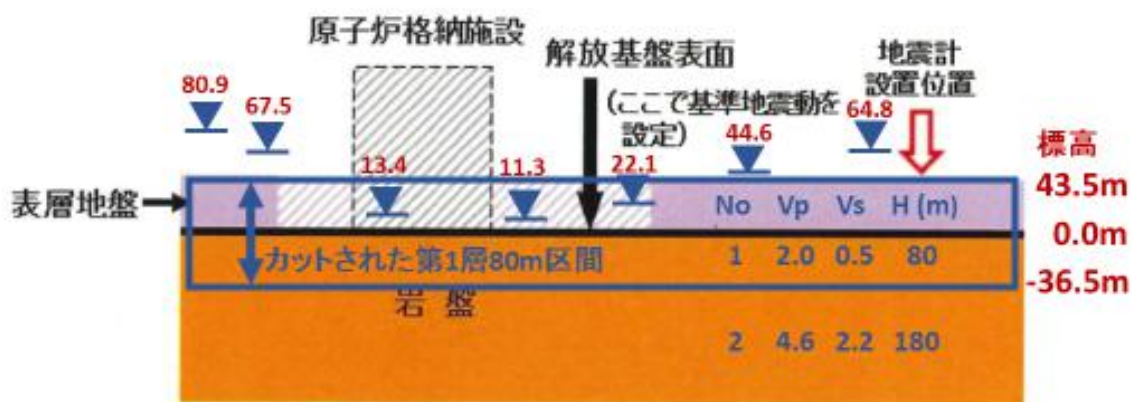 原子炉格納施設
解放基盤表面
(ここで基準地震動を
設定)
地震計
設置位置
80.9
67.5
13.4
11.3
22.1
44.6
64.8
標高
43.5m
0.0m
-36.5m
表層地盤
No Vp Vs H (m)
カットされた第1層80m区間
1 2.0 0.5 80
岩盤
2 4.6 2.2 180